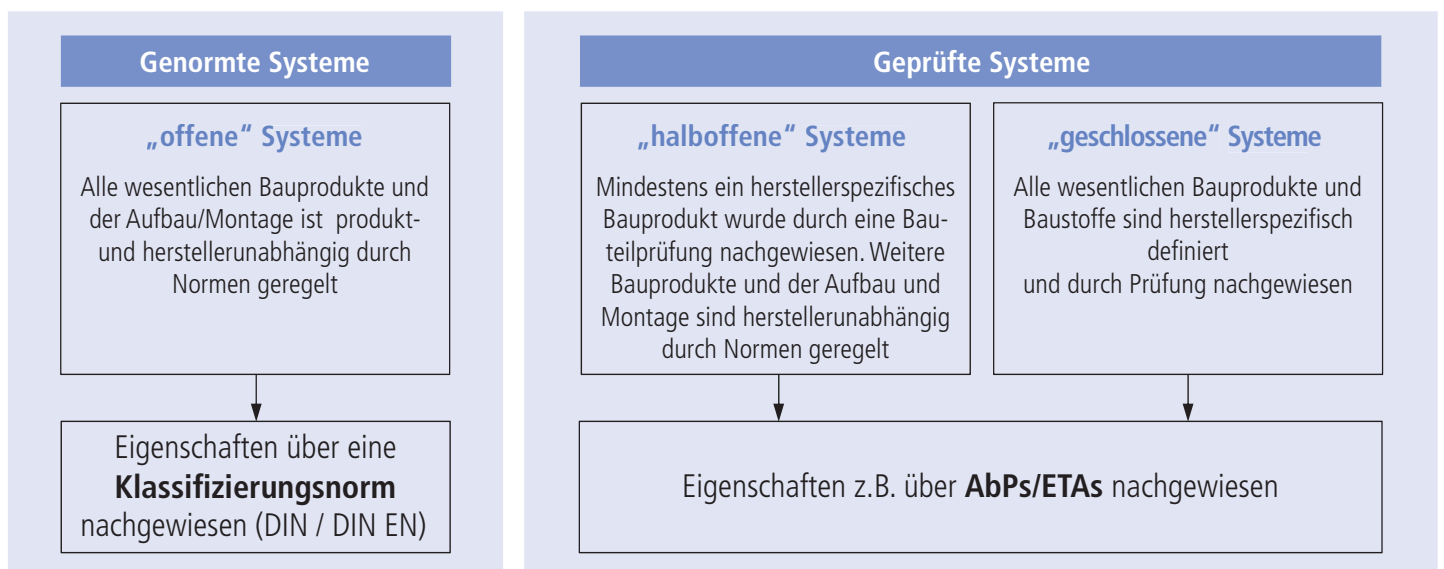 Genormte Systeme
„offene“ Systeme
Alle wesentlichen Bauprodukte und
der Aufbau/Montage ist produkt-
und herstellerunabhängig durch
Normen geregelt
Eigenschaften über eine
Klassifizierungsnorm
nachgewiesen (DIN / DIN EN)
Geprüfte Systeme
„halboffene“ Systeme
Mindestens ein herstellerspezifisches
Bauprodukt wurde durch eine Bau-
teilprüfung nachgewiesen. Weitere
Bauprodukte und der Aufbau und
Montage sind herstellerunabhängig
durch Normen geregelt
„geschlossene“ Systeme
Alle wesentlichen Bauprodukte und
Baustoffe sind herstellerspezifisch
definiert
und durch Prüfung nachgewiesen
Eigenschaften z.B. über AbPs/ETAs nachgewiesen